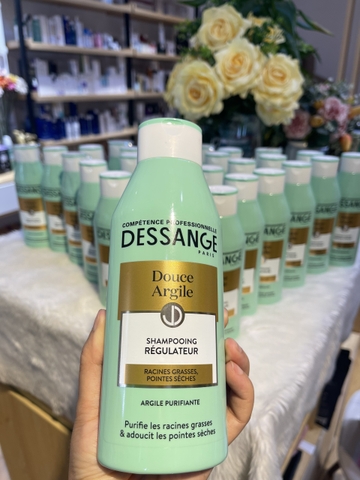 COMPÉTENCE PROFESSIONNELLE
DESSANGE
PARIS
Douce
Argile
SHAMPOOING
RÉGULATEUR
RACINES GRASSES,
POINTES SÈCHES
ARGILE PURIFIANTE
Purifie les racines grasses
& adoucit les pointes sèches
DESSANGE